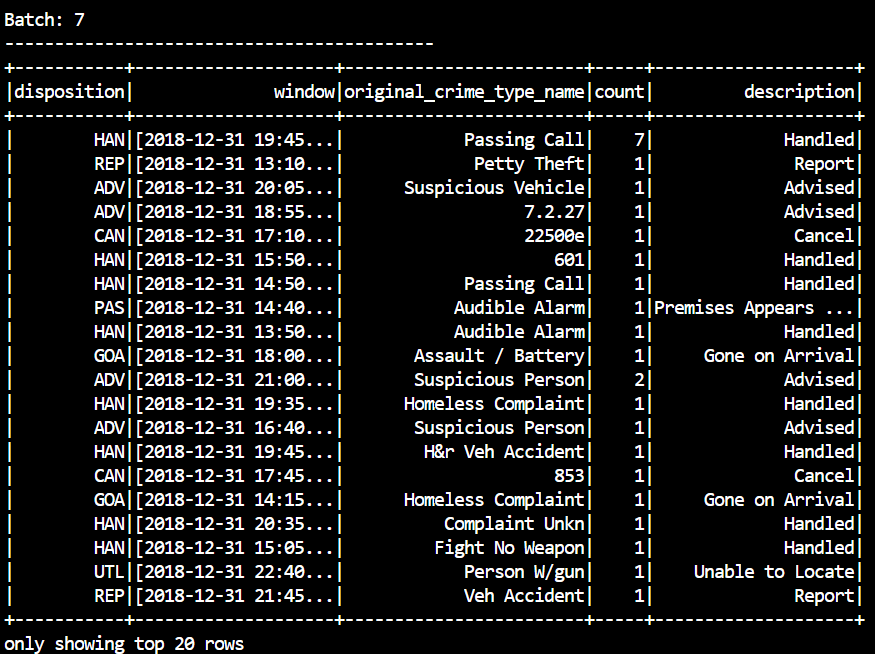 Batch: 7
-------------------------------------------
+-----------+--------------------+------------------------+-----+--------------------+
|disposition|              window|original_crime_type_name|count|         description|
+-----------+--------------------+------------------------+-----+--------------------+
|        HAN|[2018-12-31 19:45...|            Passing Call|    7|             Handled|
|        REP|[2018-12-31 13:10...|             Petty Theft|    1|              Report|
|        ADV|[2018-12-31 20:05...|      Suspicious Vehicle|    1|             Advised|
|        ADV|[2018-12-31 18:55...|                  7.2.27|    1|             Advised|
|        CAN|[2018-12-31 17:10...|                  22500e|    1|              Cancel|
|        HAN|[2018-12-31 15:50...|                     601|    1|             Handled|
|        HAN|[2018-12-31 14:50...|            Passing Call|    1|             Handled|
|        PAS|[2018-12-31 14:40...|           Audible Alarm|    1|Premises Appears ...|
|        HAN|[2018-12-31 13:50...|           Audible Alarm|    1|             Handled|
|        GOA|[2018-12-31 18:00...|       Assault / Battery|    1|     Gone on Arrival|
|        ADV|[2018-12-31 21:00...|       Suspicious Person|    2|             Advised|
|        HAN|[2018-12-31 19:35...|      Homeless Complaint|    1|             Handled|
|        ADV|[2018-12-31 16:40...|       Suspicious Person|    1|             Advised|
|        HAN|[2018-12-31 19:45...|        H&r Veh Accident|    1|             Handled|
|        CAN|[2018-12-31 17:45...|                     853|    1|              Cancel|
|        GOA|[2018-12-31 14:15...|      Homeless Complaint|    1|     Gone on Arrival|
|        HAN|[2018-12-31 20:35...|          Complaint Unkn|    1|             Handled|
|        HAN|[2018-12-31 15:05...|         Fight No Weapon|    1|             Handled|
|        UTL|[2018-12-31 22:40...|            Person W/gun|    1|    Unable to Locate|
|        REP|[2018-12-31 21:45...|            Veh Accident|    1|              Report|
+-----------+--------------------+------------------------+-----+--------------------+
only showing top 20 rows